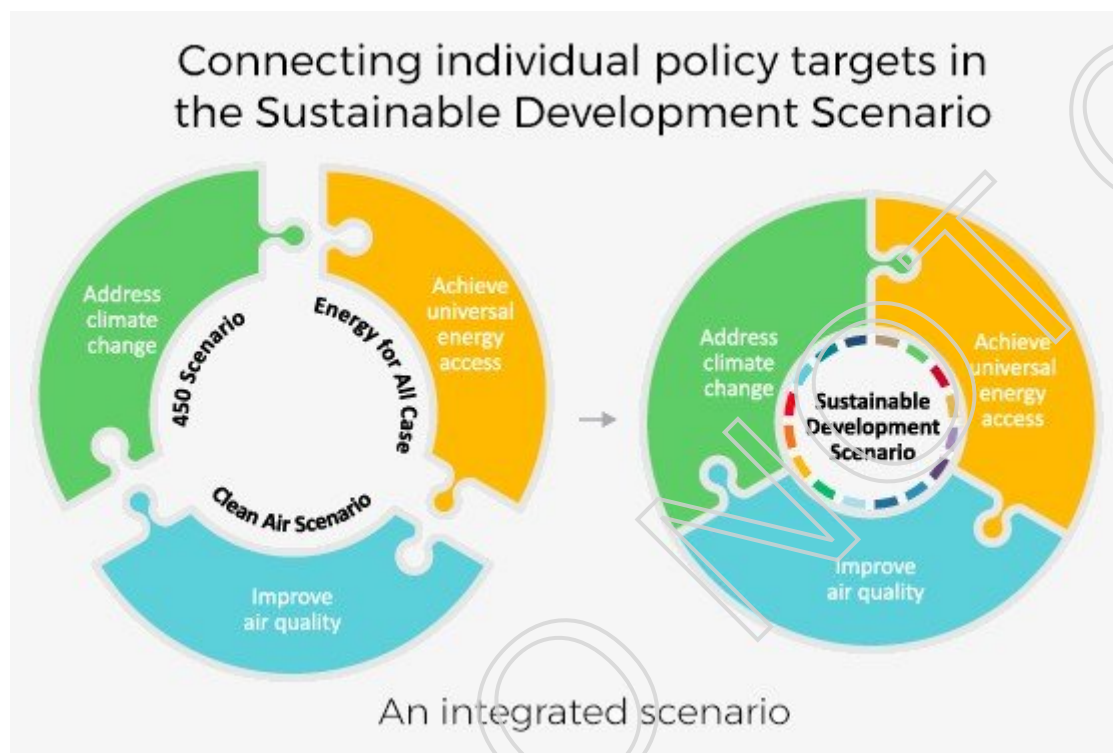 Connecting individual policy targets in
the Sustainable Development Scenario
Address
climate
change
450 Scenario
Energy for All Case
Achieve
universal
energy
access
Clean Air Scenario
Improve
air quality
Address
climate
change
Sustainable
Development
Scenario
Achieve
universal
energy
access
Improve
air quality
An integrated scenario